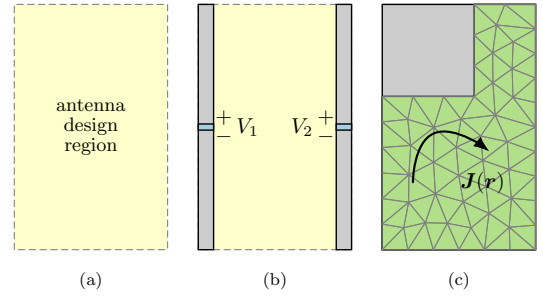 antenna
design
region
+ +
− V1 V2 −
J(r)
(a) (b) (c)